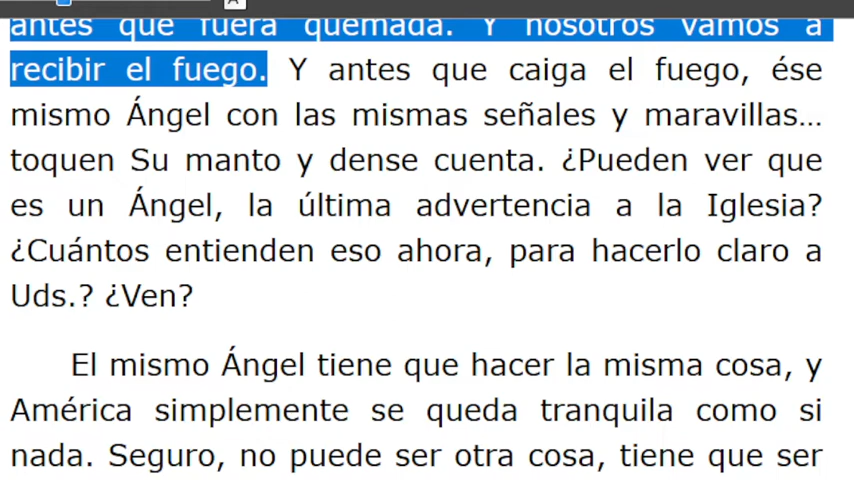 antes que fuera quemada. Y nosotros vamos a
recibir el fuego. Y antes que caiga el fuego, ése
mismo Ángel con las mismas señales y maravillas...
toquen Su manto y dense cuenta. ¿Pueden ver que
es un Ángel, la última advertencia a la Iglesia?
¿Cuántos entienden eso ahora, para hacerlo claro a
Uds.? ¿Ven?
El mismo Ángel tiene que hacer la misma cosa, y
América simplemente se queda tranquila como si
nada. Seguro, no puede ser otra cosa, tiene que ser